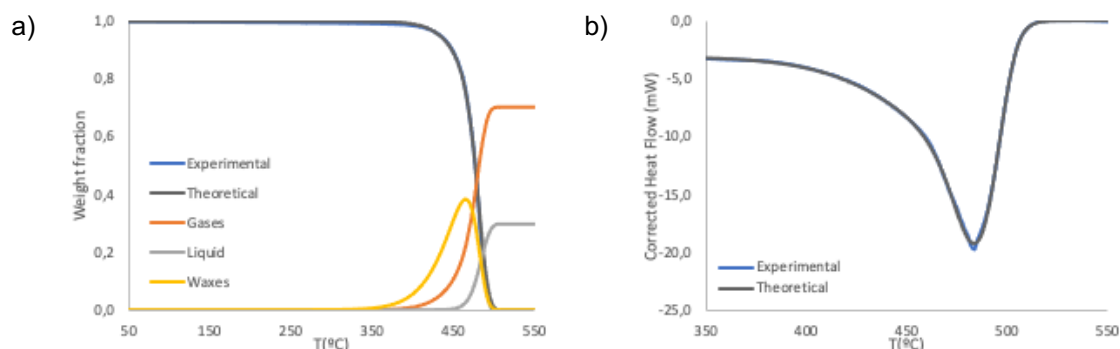 a)
Weight fraction
1,0
0,8
0,6
0,4
0,2
0,0
Experimental
Theoretical
Gases
Liquid
Waxes
50 150 250 350 450 550
T(ºC)
b)
Corrected Heat Flow (mW)
0,0
-5,0
-10,0
-15,0
-20,0
-25,0
Experimental
Theoretical
350 400 450 500 550
T(ºC)